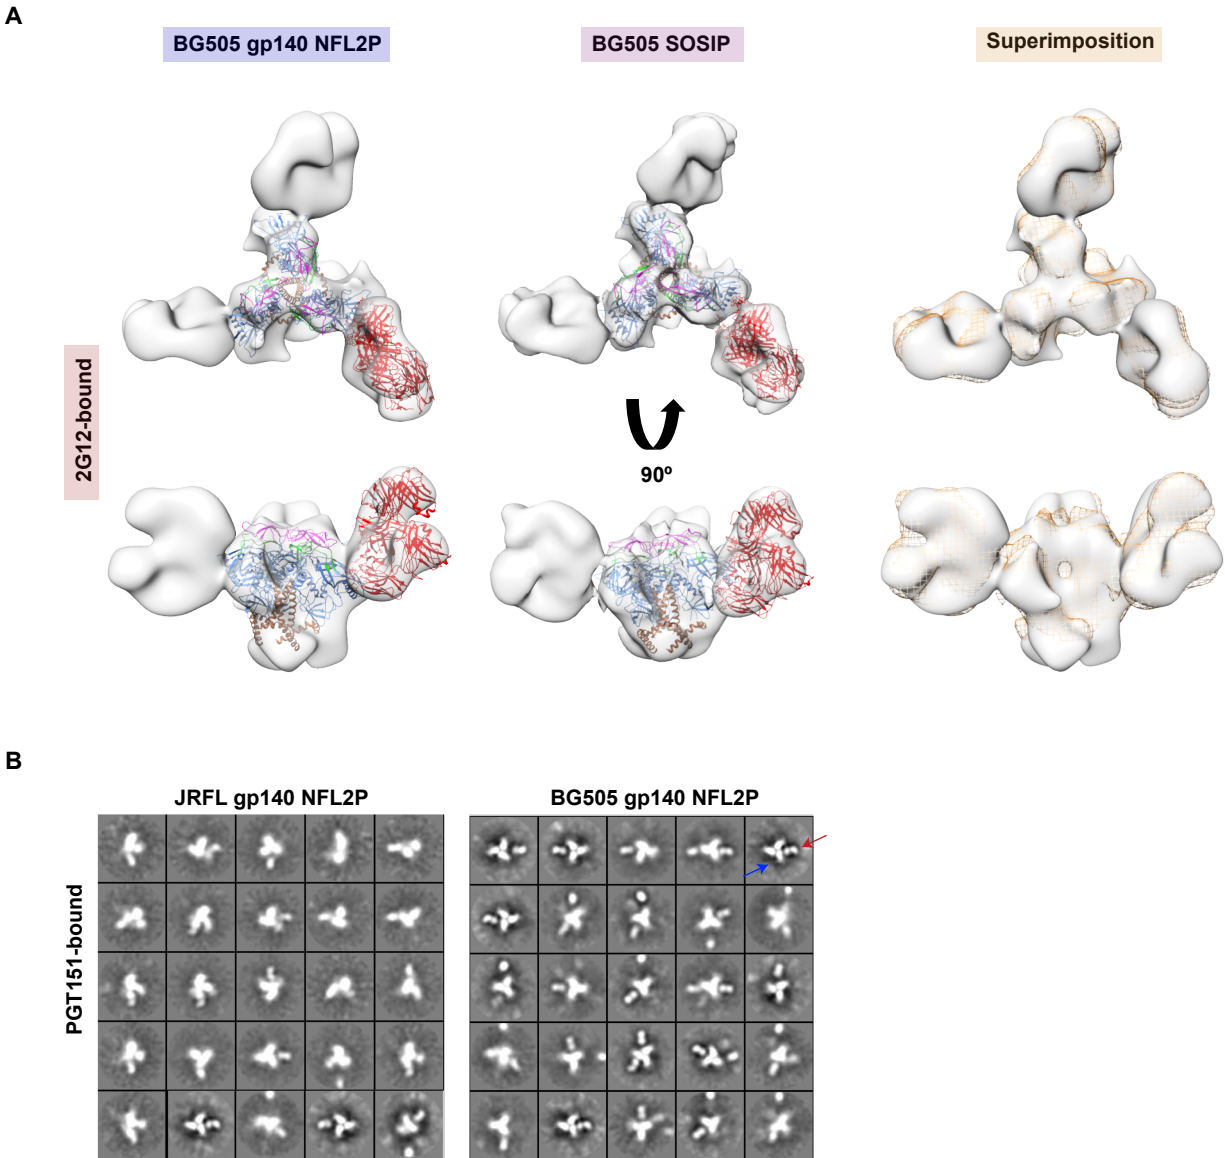 A
BG505 gp140 NFL2P
BG505 SOSIP
Superimposition
2G12-bound
90º
B
JRFL gp140 NFL2P
BG505 gp140 NFL2P
PGT151-bound